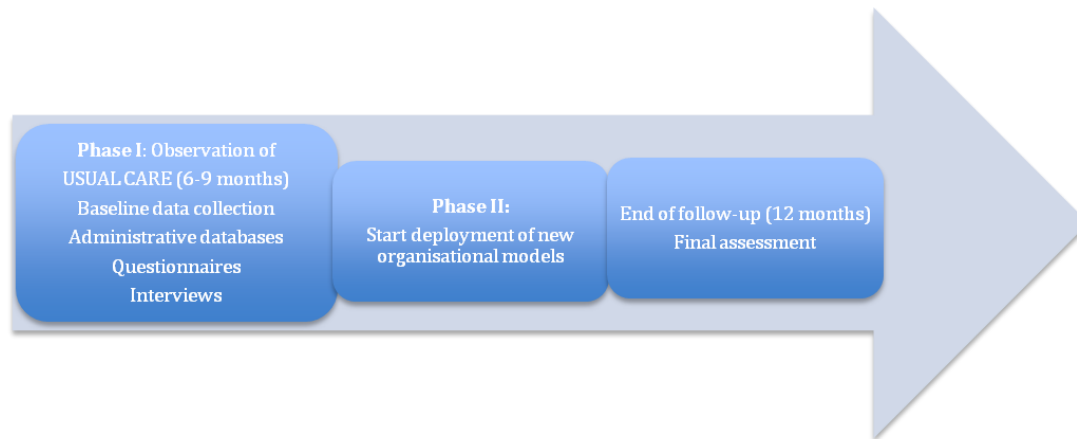 Phase I: Observation of
USUAL CARE (6-9 months)
Baseline data collection
Administrative databases
Questionnaires
Interviews
Phase II:
Start deployment of new
organisational models
End of follow-up (12 months)
Final assessment